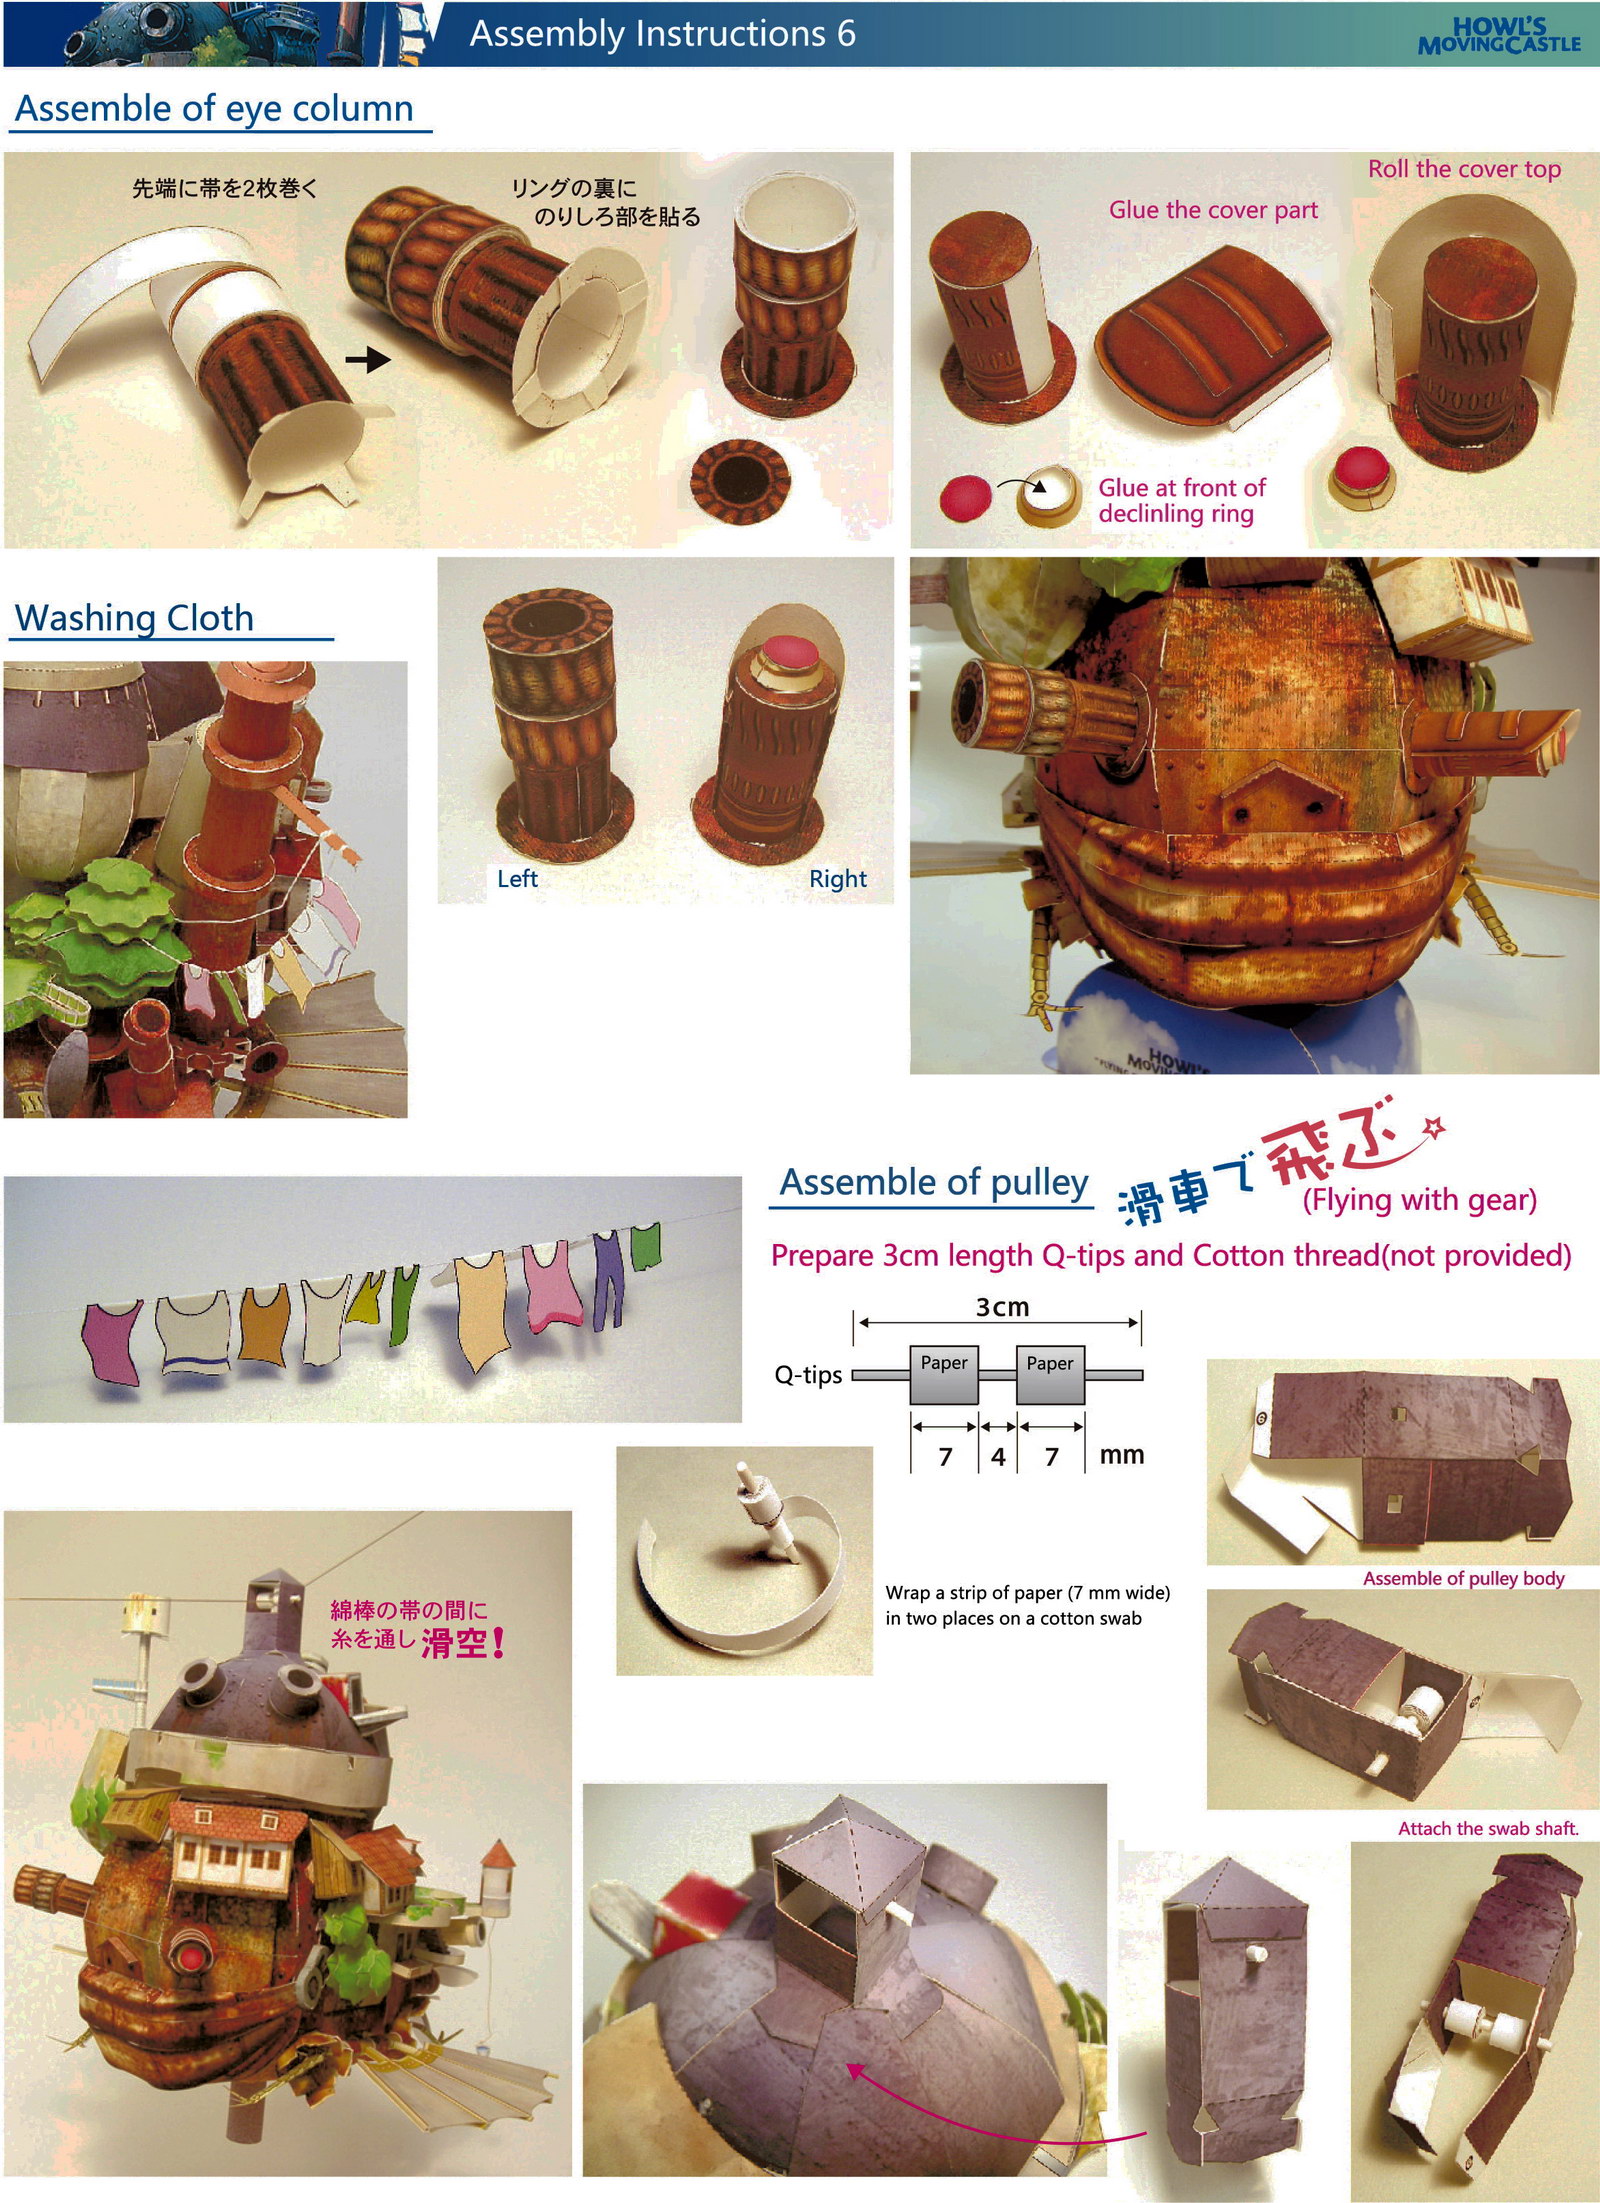 Assembly Instructions 6
HOWL'S
MOVING CASTLE
Assemble of eye column
先端に帯を2枚巻く
リングの裏に
のりしろ部を貼る
Glue the cover part
Roll the cover top
Glue at front of
declinling ring
Washing Cloth
Left
Right
HOWL'S
MOVING
Assemble of pulley
滑車で飛ぶ
(Flying with gear)
Prepare 3cm length Q-tips and Cotton thread(not provided)
3cm
Q-tips
Paper
Paper
7
4
7
mm
Wrap a strip of paper (7 mm wide)
in two places on a cotton swab
Assemble of pulley body
綿棒の帯の間に
糸を通し滑空!
Attach the swab shaft.